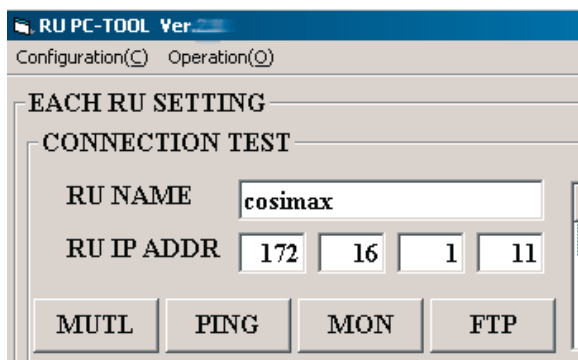 RU PC-TOOL Ver.
Configuration(C) Operation(O)
EACH RU SETTING
CONNECTION TEST
RU NAME cosimax
RU IP ADDR 172 16 1 11
MUTL PING MON FTP